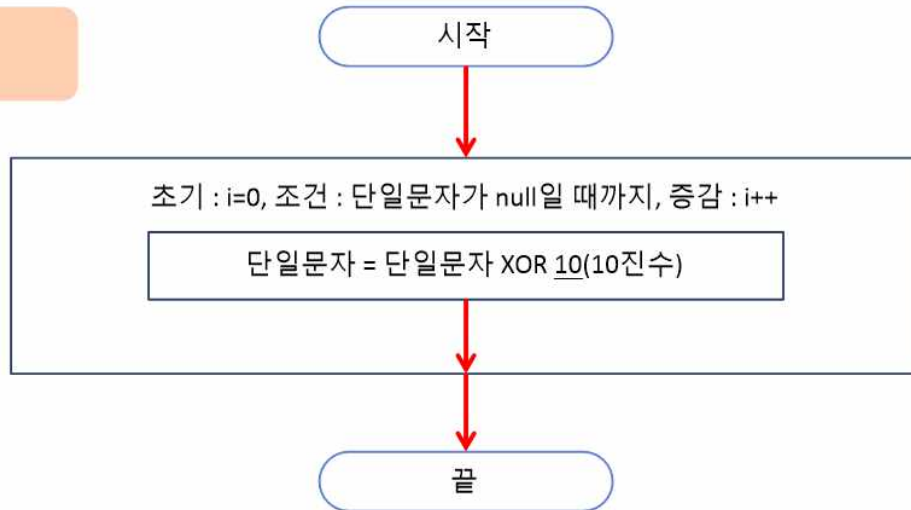 시작
초기 : i=0, 조건 : 단일문자가 null일 때까지, 증감 : i++
단일문자 = 단일문자 XOR 10(10진수)
끝